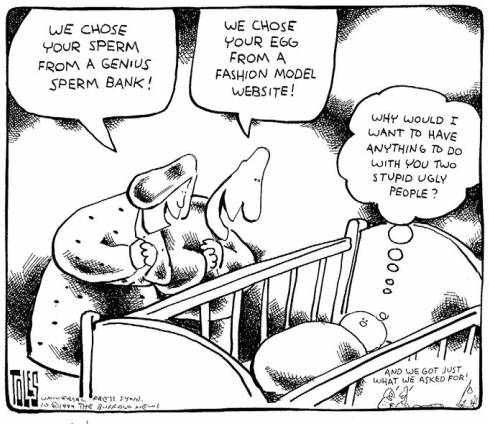 WE CHOSE
YOUR SPERM
FROM A GENIUS
SPERM BANK!
WE CHOSE
YOUR EGG
FROM A
FASHION MODEL
WEBSITE!
WHY WOULD I
WANT TO HAVE
ANYTHING TO DO
WITH YOU TWO
STUPID UGLY
PEOPLE?
AND WE GOT JUST
WHAT WE ASKED FOR!
TOLES
UNIVERSAL PRESS SYND.
©1999 THE BUFFALO NEWS